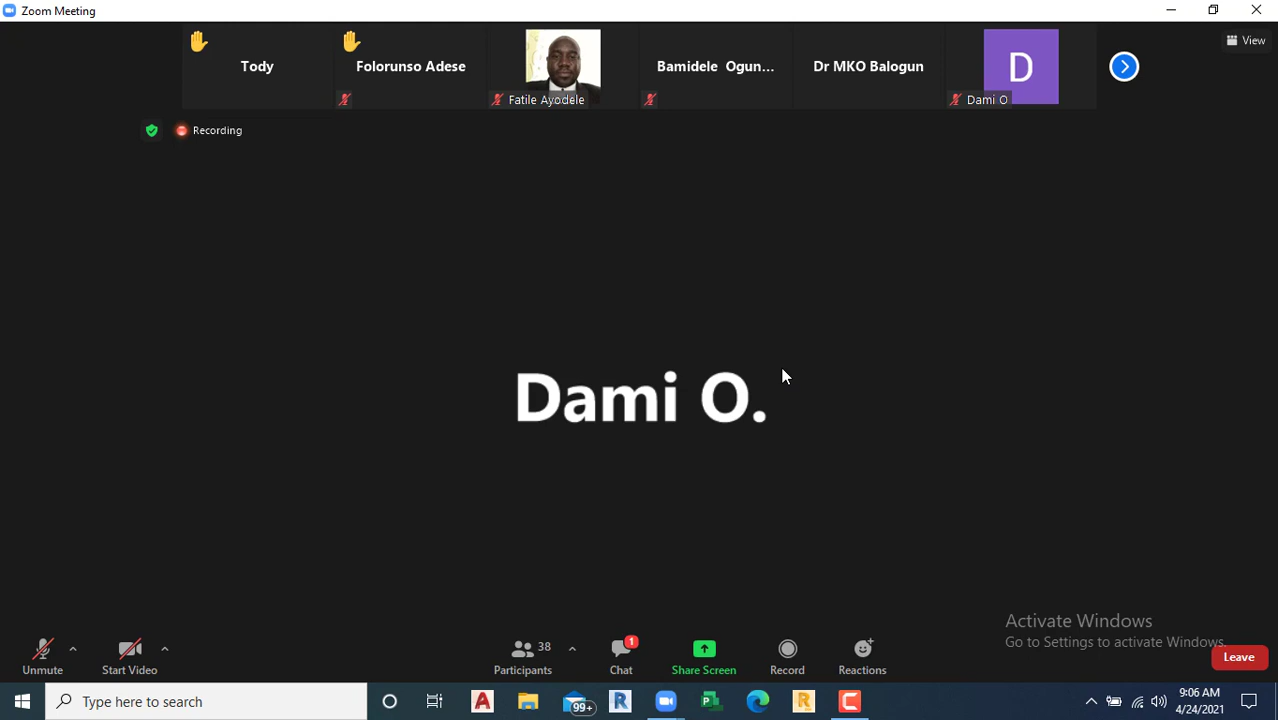 Zoom Meeting
View
Tody
Folorunso Adese
Fatile Ayodele
Bamidele Ogun...
Dr MKO Balogun
D
Dami O
Recording
Dami O.
Activate Windows
Go to Settings to activate Windows.
Unmute
Start Video
38
Participants
1
Chat
Share Screen
Record
Reactions
Leave
Type here to search
A
99+
R
P
R
C
9:06 AM
4/24/2021